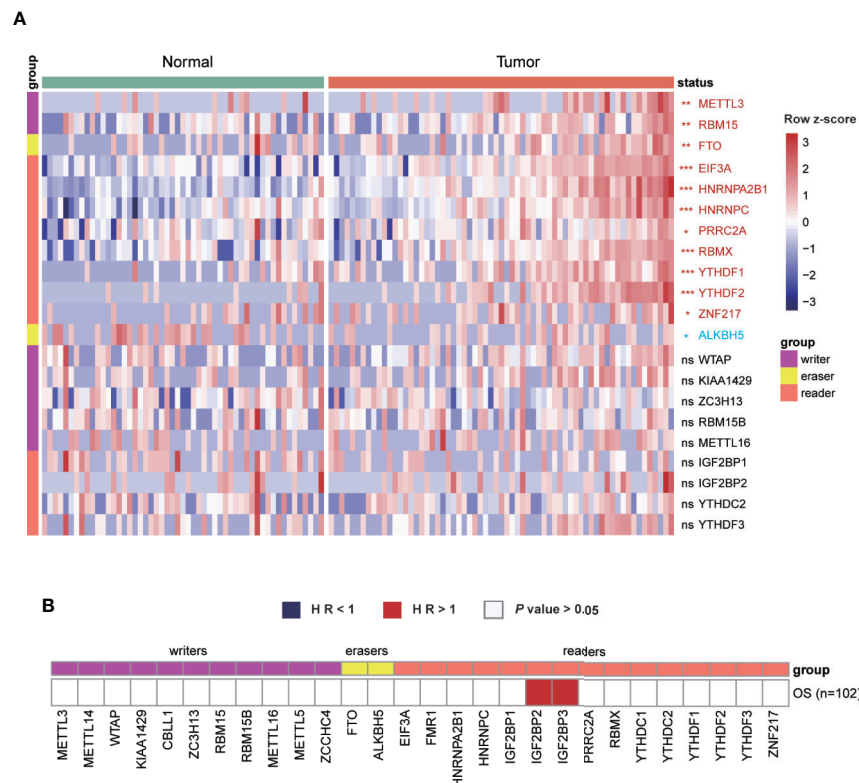 A
Normal
Tumor
group
status
** METTL3
** RBM15
** FTO
*** EIF3A
*** HNRNPA2B1
*** HNRNPC
* PRRC2A
*** RBMX
*** YTHDF1
*** YTHDF2
* ZNF217
* ALKBH5
ns WTAP
ns KIAA1429
ns ZC3H13
ns RBM15B
ns METTL16
ns IGF2BP1
ns IGF2BP2
ns YTHDC2
ns YTHDF3
Row z-score
3
2
1
0
−1
−2
−3
group
writer
eraser
reader
B
HR < 1
HR > 1
P value > 0.05
writers
erasers
readers
group
OS (n=102)
METTL3
METTL14
WTAP
KIAA1429
CBLL1
ZC3H13
RBM15
RBM15B
METTL16
METTL5
ZCCHC4
FTO
ALKBH5
EIF3A
FMR1
HNRNPA2B1
HNRNPC
IGF2BP1
IGF2BP2
IGF2BP3
PRRC2A
RBMX
YTHDC1
YTHDC2
YTHDF1
YTHDF2
YTHDF3
ZNF217